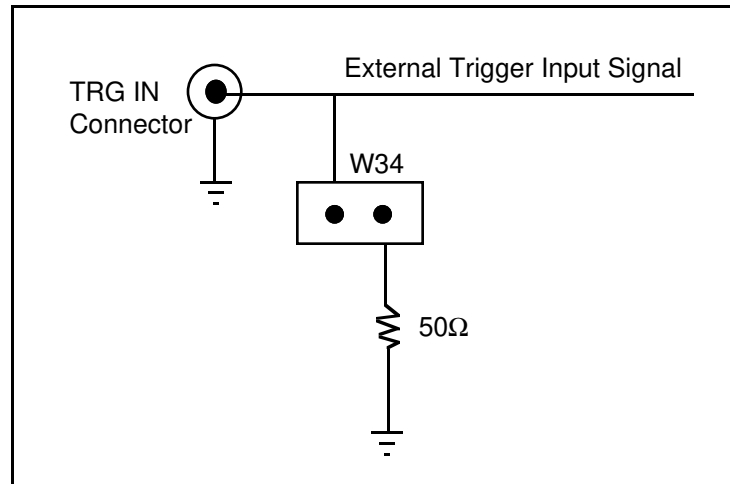 External Trigger Input Signal
TRG IN
Connector
W34
50Ω